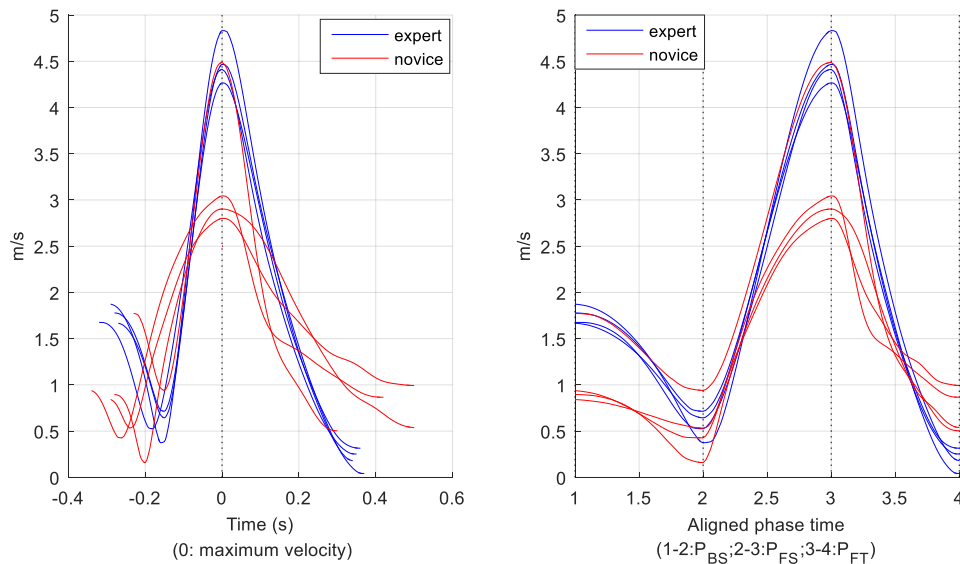 5
4.5
4
3.5
3
2.5
2
1.5
1
0.5
0
m/s
expert
novice
-0.4 -0.2 0 0.2 0.4 0.6
Time (s)
(0: maximum velocity)
5
4.5
4
3.5
3
2.5
2
1.5
1
0.5
0
m/s
expert
novice
1 1.5 2 2.5 3 3.5 4
Aligned phase time
(1-2:P_BS;2-3:P_FS;3-4:P_FT)